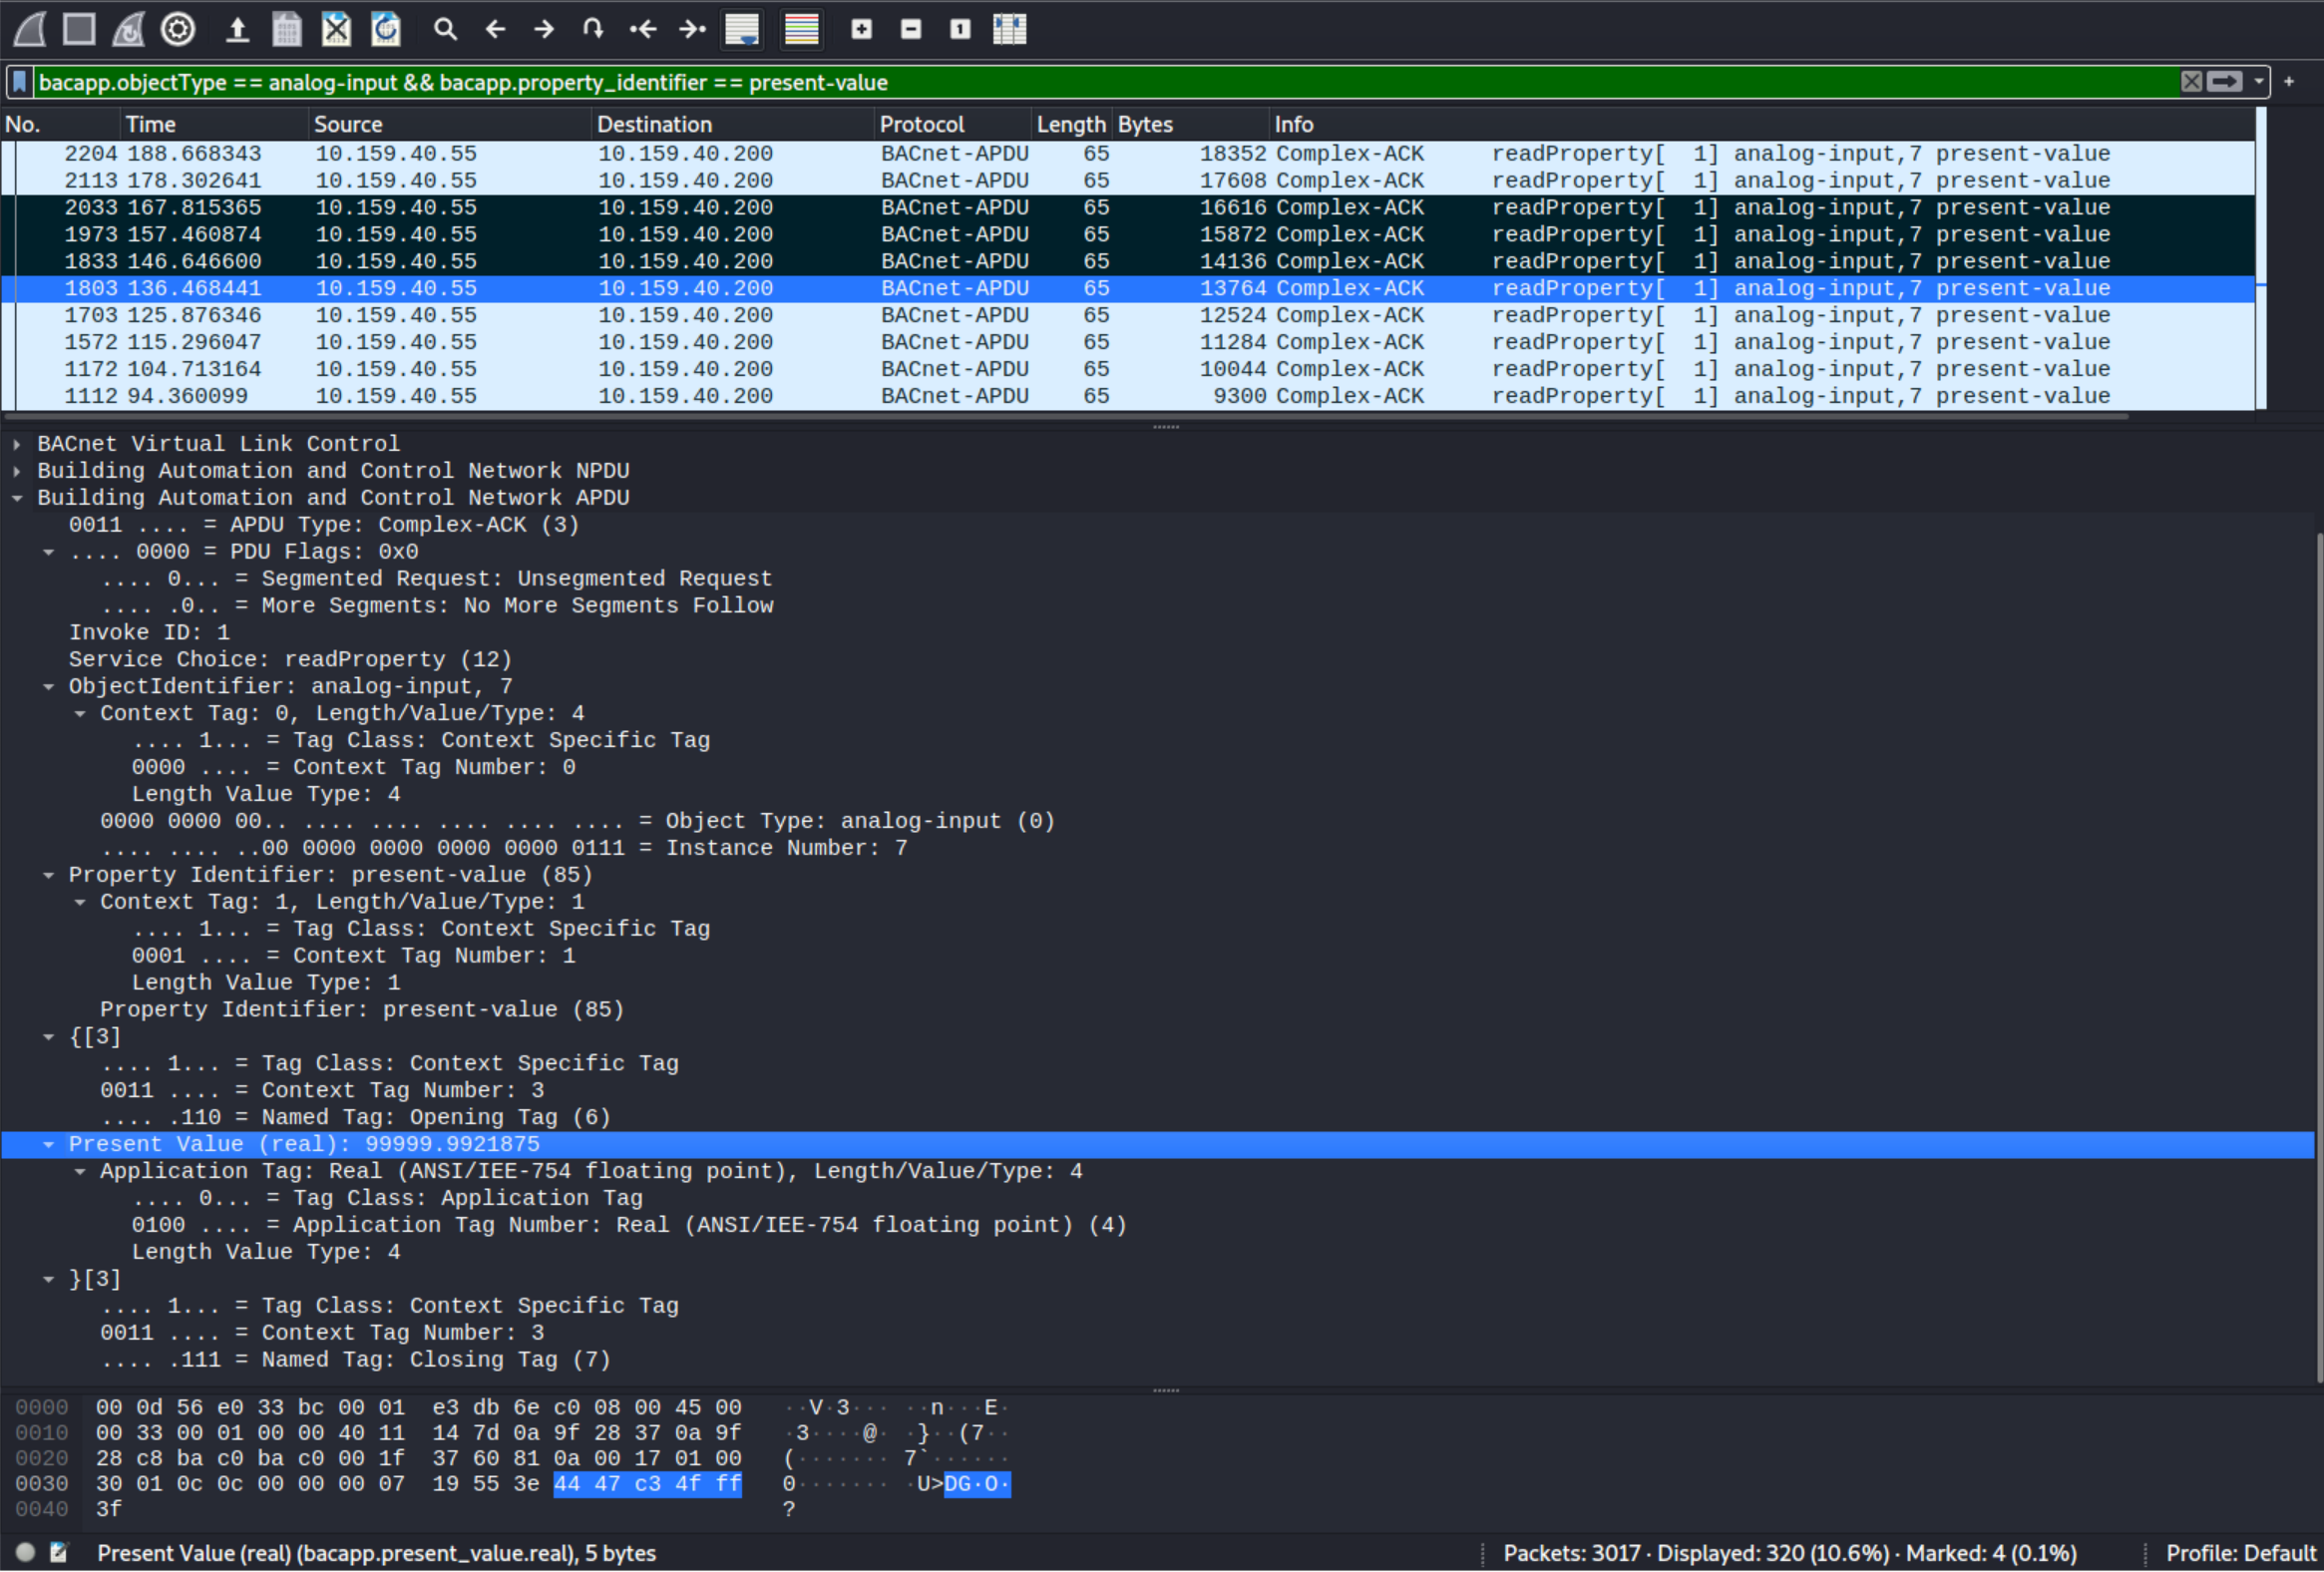 bacapp.objectType == analog-input && bacapp.property_identifier == present-value
No. Time Source Destination Protocol Length Bytes Info
2204 188.668343 10.159.40.55 10.159.40.200 BACnet-APDU 65 18352 Complex-ACK readProperty[ 1] analog-input,7 present-value
2113 178.302641 10.159.40.55 10.159.40.200 BACnet-APDU 65 17608 Complex-ACK readProperty[ 1] analog-input,7 present-value
2033 167.815365 10.159.40.55 10.159.40.200 BACnet-APDU 65 16616 Complex-ACK readProperty[ 1] analog-input,7 present-value
1973 157.460874 10.159.40.55 10.159.40.200 BACnet-APDU 65 15872 Complex-ACK readProperty[ 1] analog-input,7 present-value
1833 146.646600 10.159.40.55 10.159.40.200 BACnet-APDU 65 14136 Complex-ACK readProperty[ 1] analog-input,7 present-value
1803 136.468441 10.159.40.55 10.159.40.200 BACnet-APDU 65 13764 Complex-ACK readProperty[ 1] analog-input,7 present-value
1703 125.876346 10.159.40.55 10.159.40.200 BACnet-APDU 65 12524 Complex-ACK readProperty[ 1] analog-input,7 present-value
1572 115.296047 10.159.40.55 10.159.40.200 BACnet-APDU 65 11284 Complex-ACK readProperty[ 1] analog-input,7 present-value
1172 104.713164 10.159.40.55 10.159.40.200 BACnet-APDU 65 10044 Complex-ACK readProperty[ 1] analog-input,7 present-value
1112 94.360099 10.159.40.55 10.159.40.200 BACnet-APDU 65 9300 Complex-ACK readProperty[ 1] analog-input,7 present-value
BACnet Virtual Link Control
Building Automation and Control Network NPDU
Building Automation and Control Network APDU
0011 .... = APDU Type: Complex-ACK (3)
.... 0000 = PDU Flags: 0x0
.... 0... = Segmented Request: Unsegmented Request
.... .0.. = More Segments: No More Segments Follow
Invoke ID: 1
Service Choice: readProperty (12)
ObjectIdentifier: analog-input, 7
Context Tag: 0, Length/Value/Type: 4
.... 1... = Tag Class: Context Specific Tag
0000 .... = Context Tag Number: 0
Length Value Type: 4
0000 0000 00.. .... .... .... .... .... = Object Type: analog-input (0)
.... .... ..00 0000 0000 0000 0000 0111 = Instance Number: 7
Property Identifier: present-value (85)
Context Tag: 1, Length/Value/Type: 1
.... 1... = Tag Class: Context Specific Tag
0001 .... = Context Tag Number: 1
Length Value Type: 1
Property Identifier: present-value (85)
{[3]
.... 1... = Tag Class: Context Specific Tag
0011 .... = Context Tag Number: 3
.... .110 = Named Tag: Opening Tag (6)
Present Value (real): 99999.9921875
Application Tag: Real (ANSI/IEE-754 floating point), Length/Value/Type: 4
.... 0... = Tag Class: Application Tag
0100 .... = Application Tag Number: Real (ANSI/IEE-754 floating point) (4)
Length Value Type: 4
}[3]
.... 1... = Tag Class: Context Specific Tag
0011 .... = Context Tag Number: 3
.... .111 = Named Tag: Closing Tag (7)
0000 00 0d 56 e0 33 bc 00 01 e3 db 6e c0 08 00 45 00 ··V·3··· ··n···E·
0010 00 33 00 01 00 00 40 11 14 7d 0a 9f 28 37 0a 9f ·3····@· ·}··(7··
0020 28 c8 ba c0 ba c0 00 1f 37 60 81 0a 00 17 01 00 (······· 7`······
0030 30 01 0c 0c 00 00 00 07 19 55 3e 44 47 c3 4f ff 0······· ·U>DG·O·
0040 3f ?
Present Value (real) (bacapp.present_value.real), 5 bytes Packets: 3017 · Displayed: 320 (10.6%) · Marked: 4 (0.1%) Profile: Default